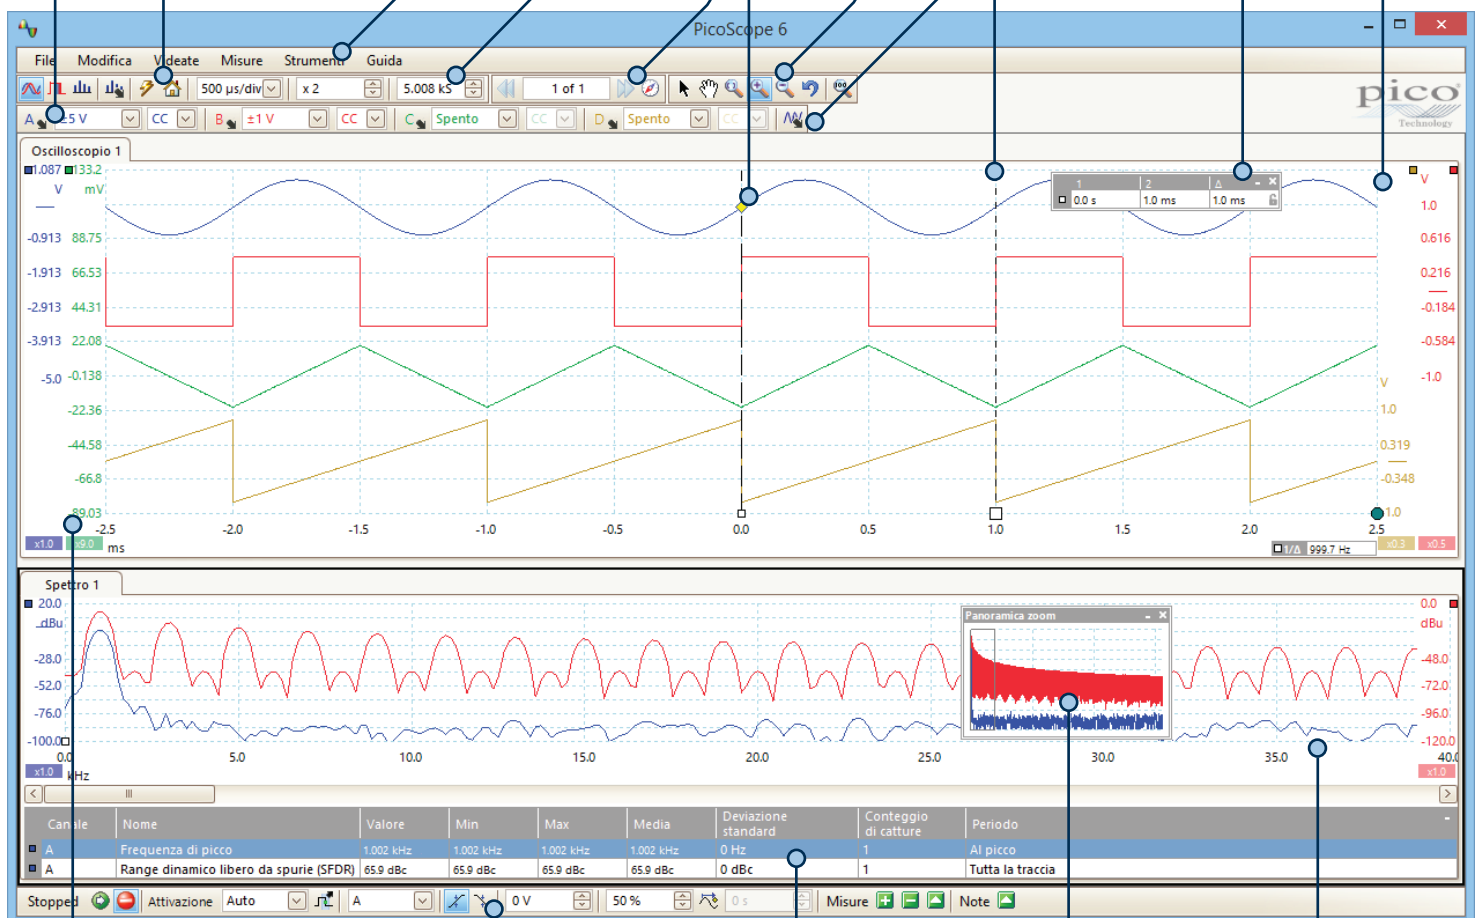 PicoScope 6
File Modifica Videate Misure Strumenti Guida
500 µs/div x 2 5.008 kS 1 of 1
pico
Technology
A ±5 V CC B ±1 V CC C Spento CC D Spento CC
Oscilloscopio 1
1.087 133.2 V
V mV
1 2 Δ
0.0 s 1.0 ms 1.0 ms
1.0
-0.913 88.75 0.616
-1.913 66.53 0.216
-2.913 44.31 -0.184
-3.913 22.08 -0.584
-5.0 -0.138 -1.0
V
-22.36 1.0
-44.58 0.319
-66.8 -0.348
89.03 1.0
-2.5 -2.0 -1.5 -1.0 -0.5 0.0 0.5 1.0 1.5 2.0 2.5
x1.0 x9.0 ms 1/Δ 999.7 Hz x0.3 x0.5
Spettro 1
20.0 0.0
dBu dBu
Panoramica zoom
-28.0 -48.0
-52.0 -72.0
-76.0 -96.0
-100.0 -120.0
0.0 5.0 10.0 15.0 20.0 25.0 30.0 35.0 40.0
x1.0 kHz x1.0
Canale Nome Valore Min Max Media Deviazione standard Conteggio di catture Periodo
A Frequenza di picco 1.002 kHz 1.002 kHz 1.002 kHz 1.002 kHz 0 Hz 1 Al picco
A Range dinamico libero da spurie (SFDR) 65.9 dBc 65.9 dBc 65.9 dBc 65.9 dBc 0 dBc 1 Tutta la traccia
Stopped Attivazione Auto A 0 V 50 % 0 s Misure Note